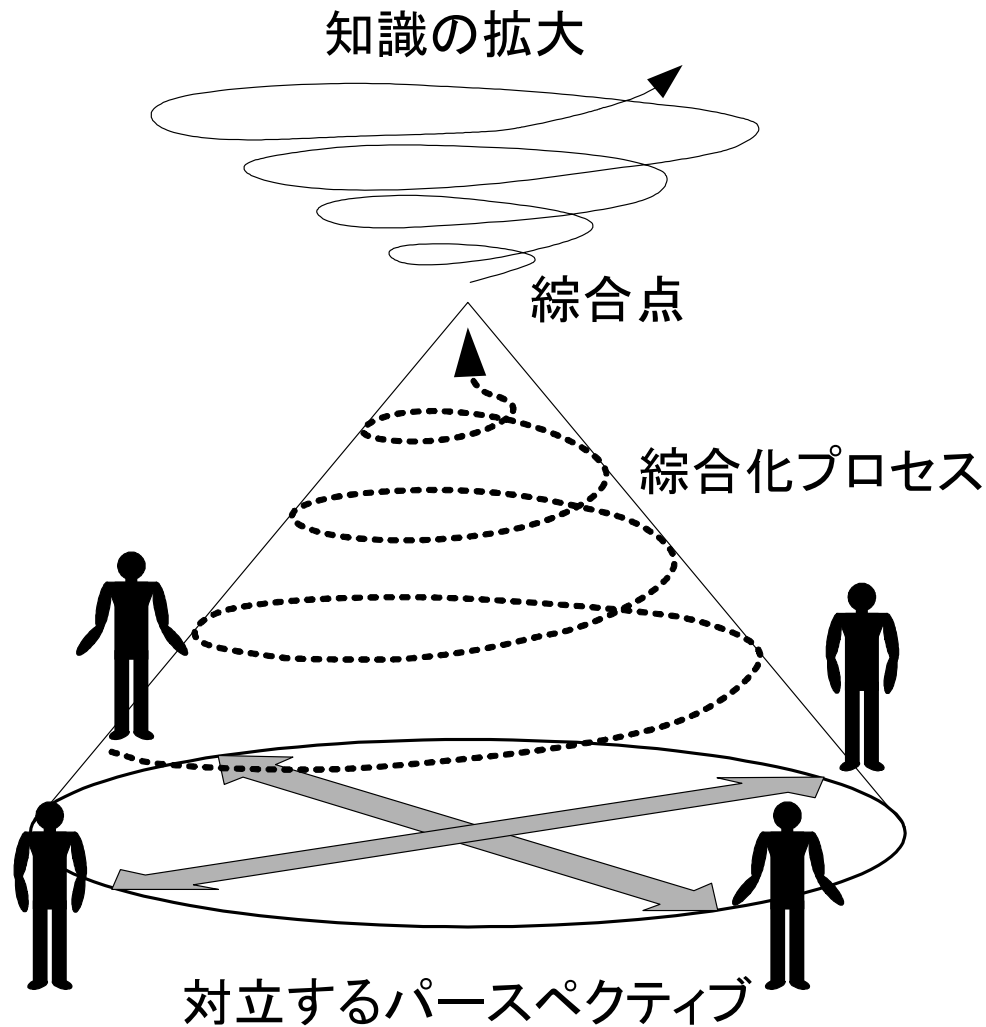 知識の拡大
綜合点
綜合化プロセス
対立するパースペクティブ